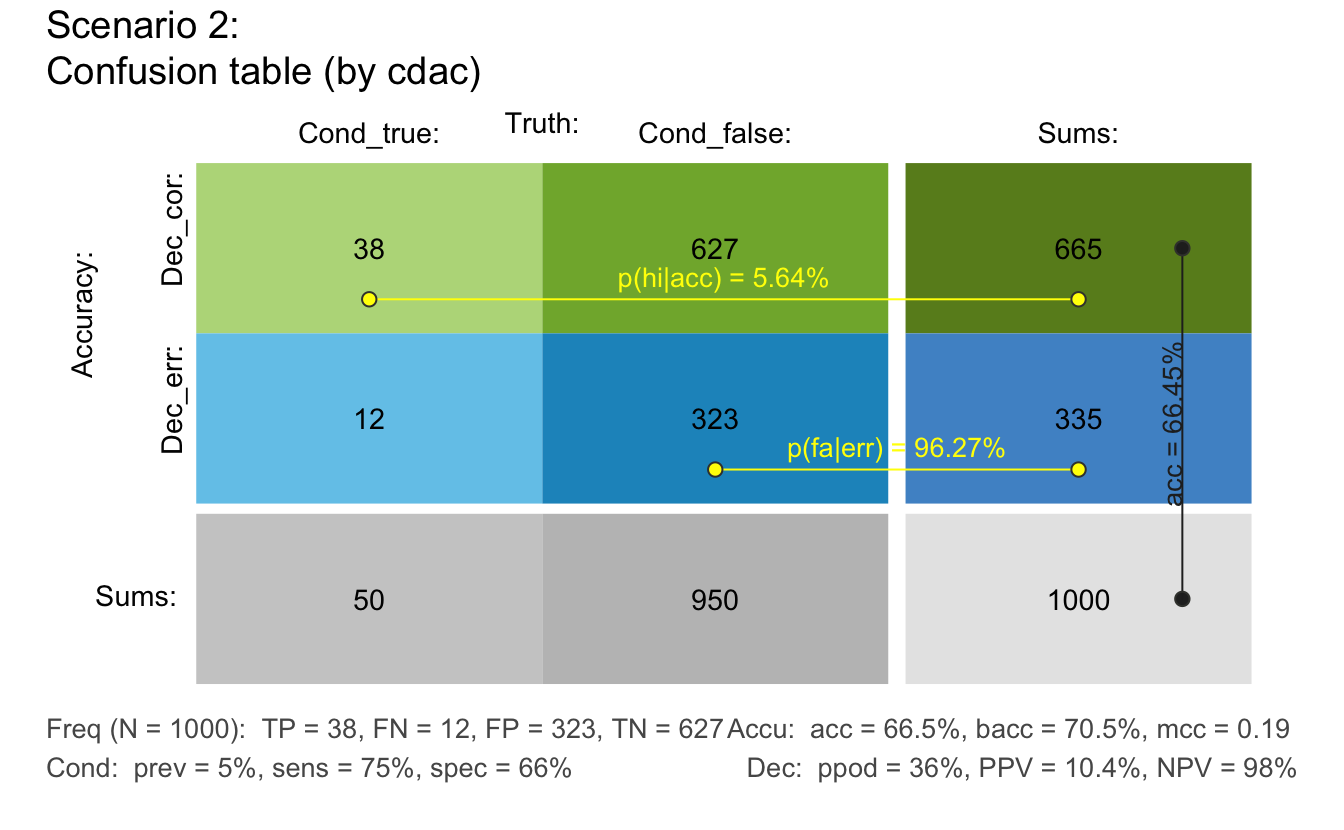 Scenario 2:
Confusion table (by cdac)
Truth:
Cond_true:
Cond_false:
Sums:
Accuracy:
Dec_cor:
38
627
665
p(hi|acc) = 5.64%
Dec_err:
12
323
335
p(fa|err) = 96.27%
acc = 66.45%
Sums:
50
950
1000
Freq (N = 1000):  TP = 38, FN = 12, FP = 323, TN = 627
Accu:  acc = 66.5%, bacc = 70.5%, mcc = 0.19
Cond:  prev = 5%, sens = 75%, spec = 66%
Dec:  ppod = 36%, PPV = 10.4%, NPV = 98%